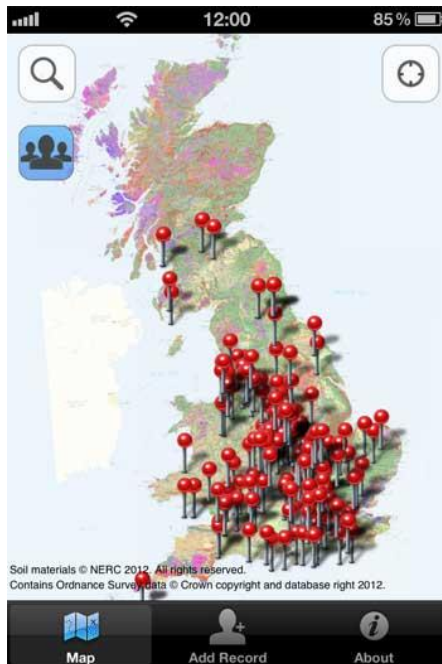 12:00
85%
Soil materials © NERC 2012. All rights reserved.
Contains Ordnance Survey data © Crown copyright and database right 2012.
Map
Add Record
About